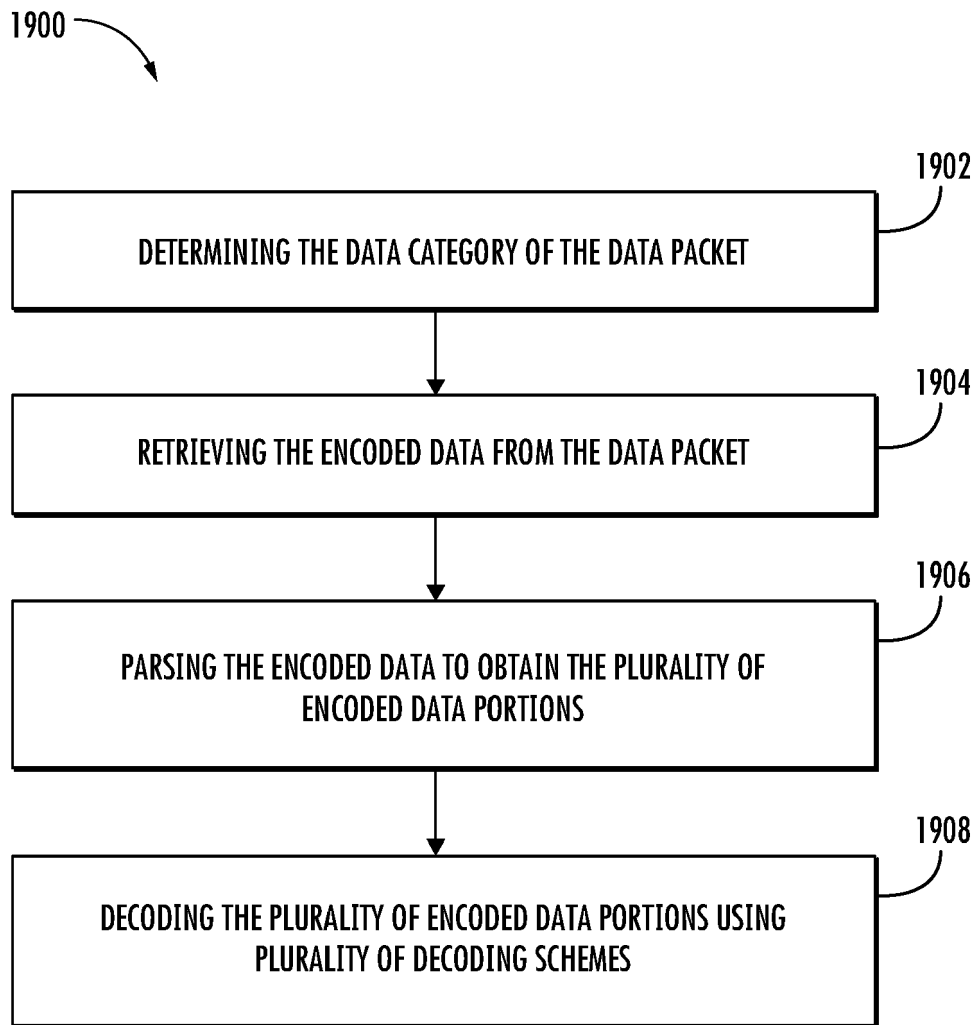 1900
1902
DETERMINING THE DATA CATEGORY OF THE DATA PACKET
1904
RETRIEVING THE ENCODED DATA FROM THE DATA PACKET
1906
PARSING THE ENCODED DATA TO OBTAIN THE PLURALITY OF
ENCODED DATA PORTIONS
1908
DECODING THE PLURALITY OF ENCODED DATA PORTIONS USING
PLURALITY OF DECODING SCHEMES